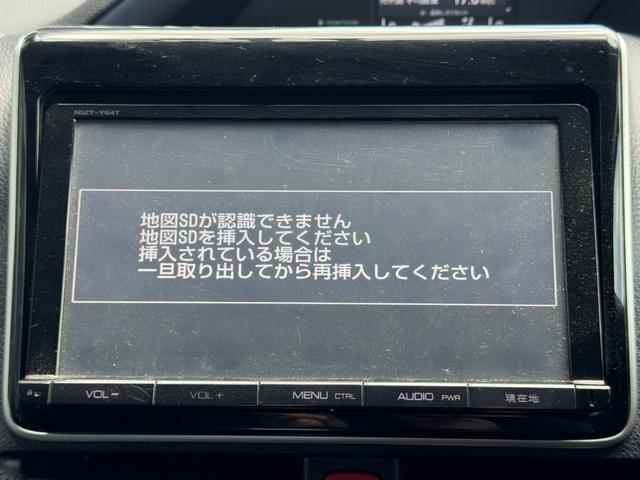 NSZT-Y64T
地図SDが認識できません
地図SDを挿入してください
挿入されている場合は
一旦取り出してから再挿入してください
VOL− VOL+ MENU CTRL AUDIO PWR 現在地